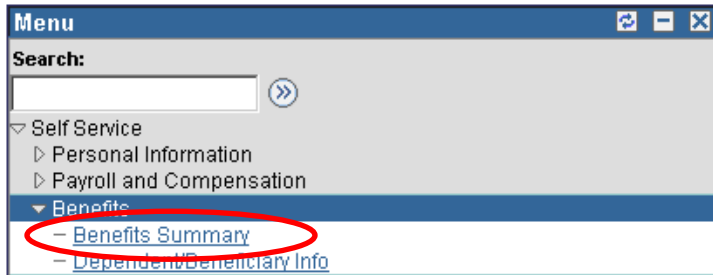 Menu
Search:
Self Service
Personal Information
Payroll and Compensation
Benefits
– Benefits Summary
– Dependent/Beneficiary Info